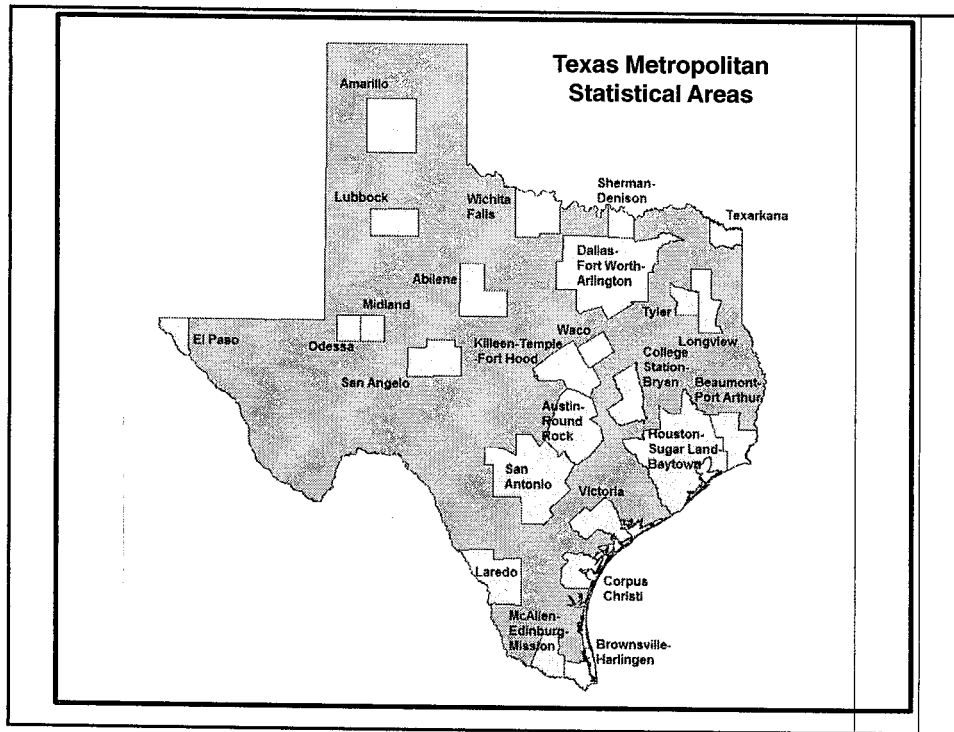 Texas Metropolitan
Statistical Areas
Amarillo
Lubbock
Wichita
Falls
Sherman-
Denison
Texarkana
Dallas-
Fort Worth-
Arlington
Abilene
Midland
Odessa
El Paso
San Angelo
Killeen-Temple
-Fort Hood
Waco
Tyler
Longview
College
Station-
Bryan
Beaumont-
Port Arthur
Austin-
Round
Rock
Houston-
Sugar Land
Baytown
San
Antonio
Victoria
Laredo
Corpus
Christi
McAllen-
Edinburg-
Mission
Brownsville-
Harlingen